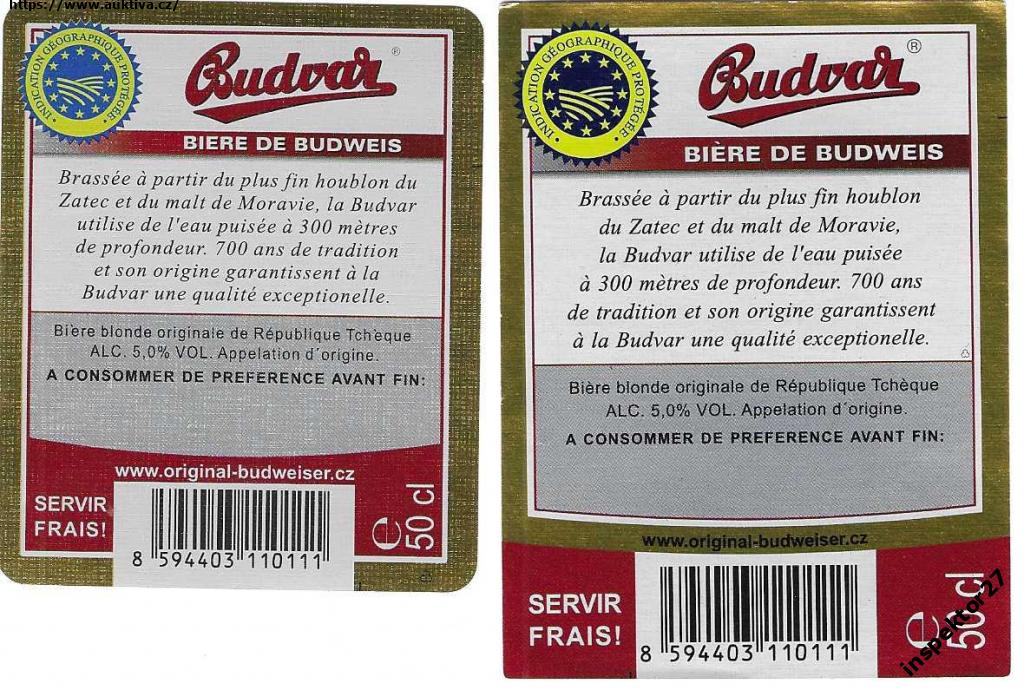 https://www.auktiva.cz/
INDICATION GÉOGRAPHIQUE PROTÉGÉE
Budvar ®
BIERE DE BUDWEIS
Brassée à partir du plus fin houblon du
Zatec et du malt de Moravie, la Budvar
utilise de l'eau puisée à 300 mètres
de profondeur. 700 ans de tradition
et son origine garantissent à la
Budvar une qualité exceptionelle.
Bière blonde originale de République Tchèque
ALC. 5,0% VOL. Appelation d´origine.
A CONSOMMER DE PREFERENCE AVANT FIN:
www.original-budweiser.cz
SERVIR
FRAIS!
8 594403 110111
e 50 cl
INDICATION GÉOGRAPHIQUE PROTÉGÉE
Budvar ®
BIÈRE DE BUDWEIS
Brassée à partir du plus fin houblon
du Zatec et du malt de Moravie,
la Budvar utilise de l'eau puisée
à 300 mètres de profondeur. 700 ans
de tradition et son origine garantissent
à la Budvar une qualité exceptionelle.
Bière blonde originale de République Tchèque
ALC. 5,0% VOL. Appelation d´origine.
A CONSOMMER DE PREFERENCE AVANT FIN:
www.original-budweiser.cz
SERVIR
FRAIS!
8 594403 110111
e 50 cl
inspektor27